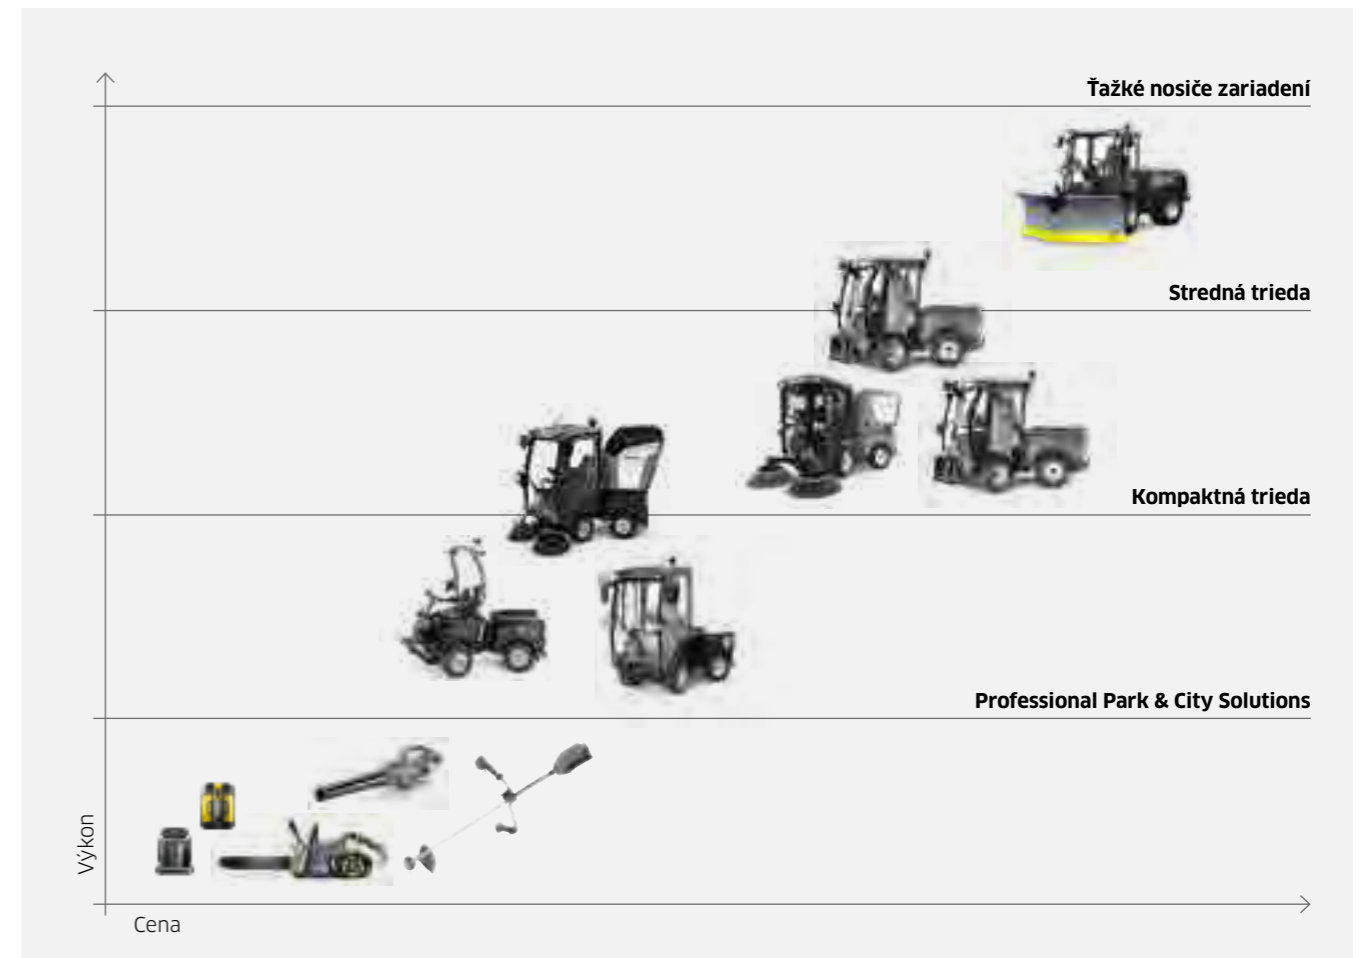 Ťažké nosiče zariadení
Stredná trieda
Kompaktná trieda
Professional Park & City Solutions
Výkon
Cena